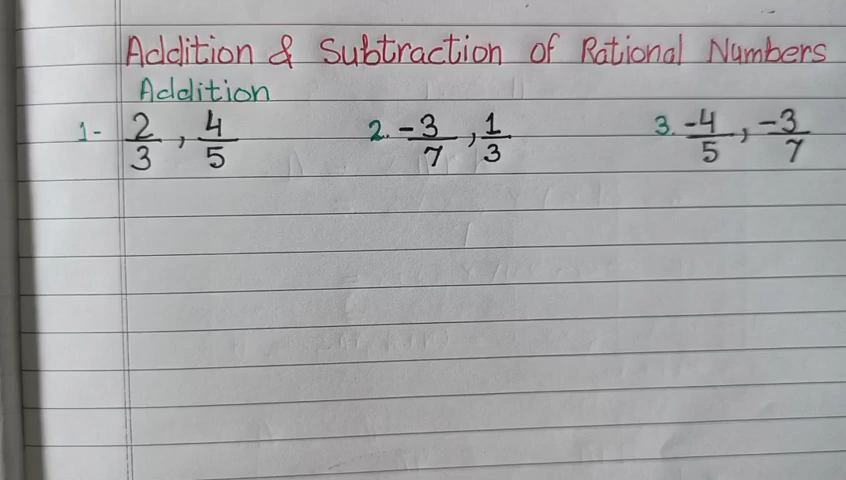 Addition & Subtraction of Rational Numbers
Addition
1- 2/3 , 4/5 2. -3/7 , 1/3 3. -4/5 , -3/7